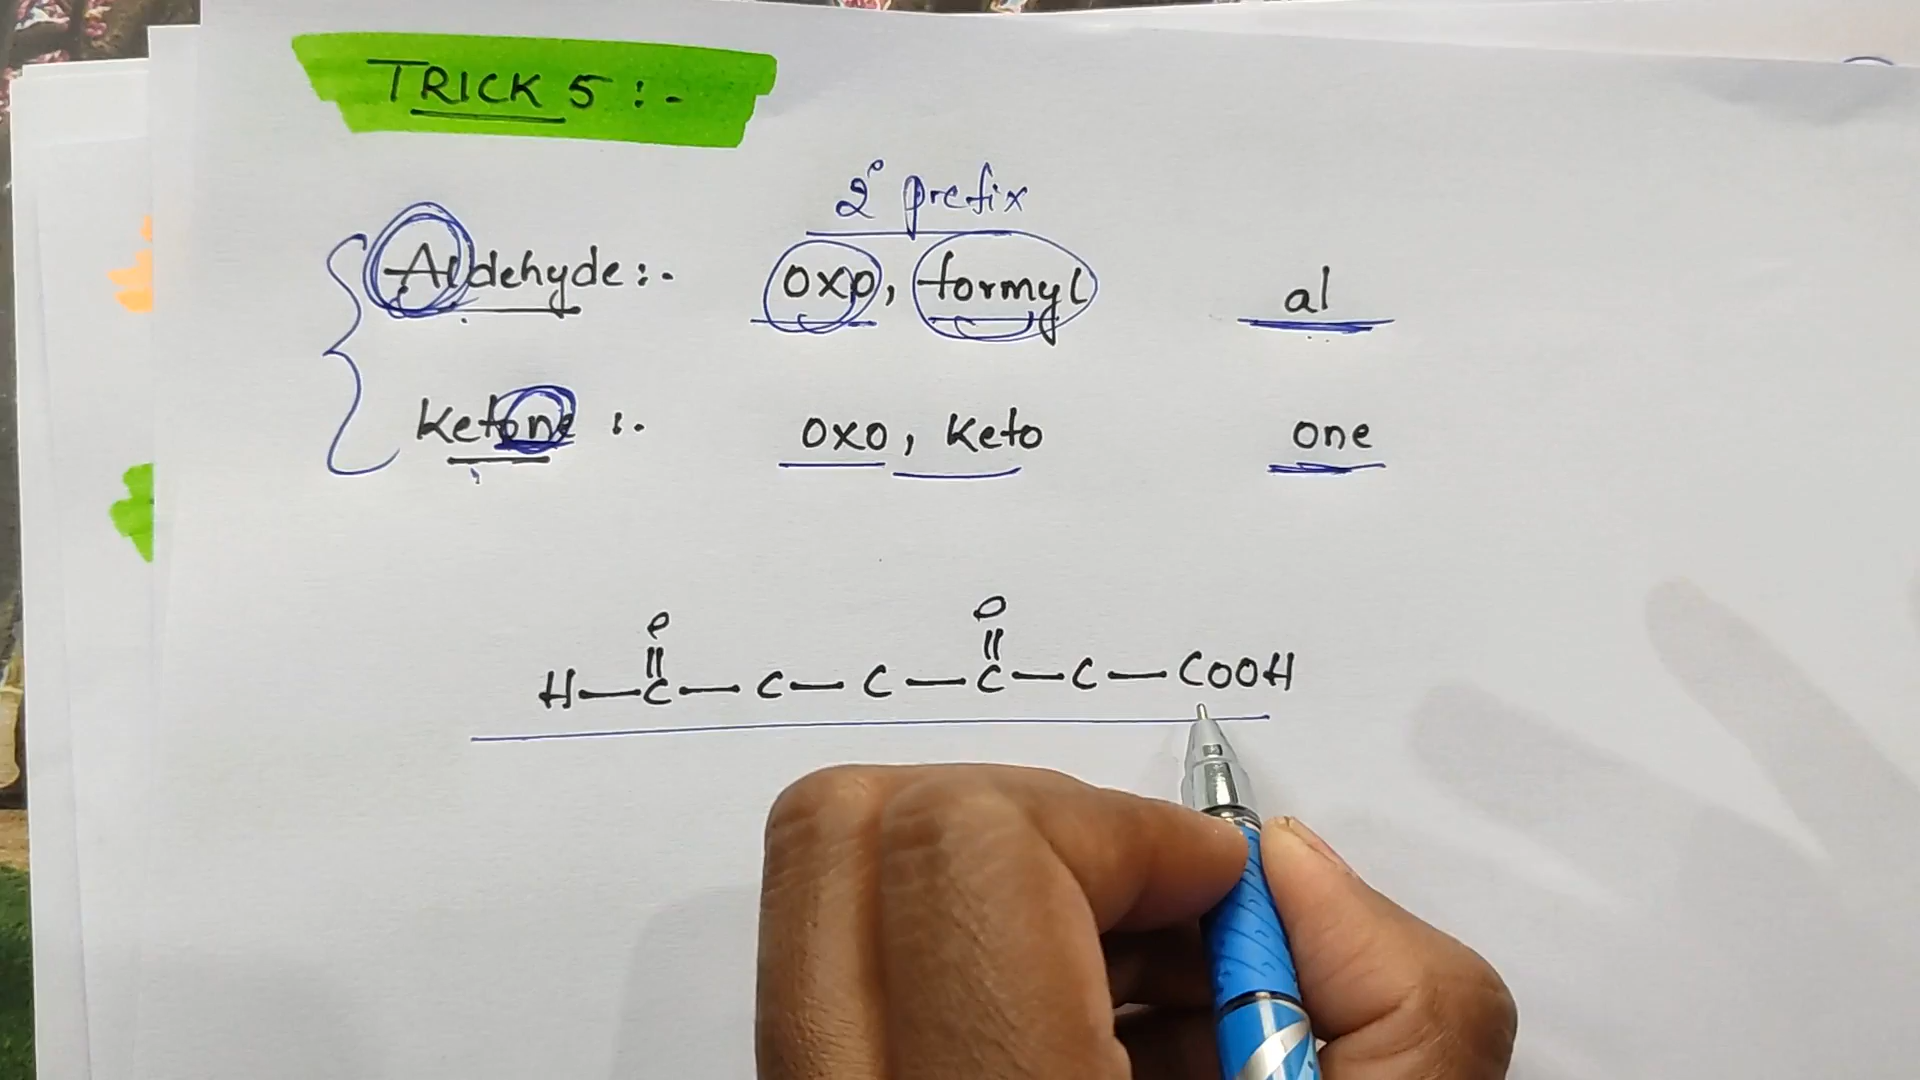 TRICK 5 :-
2° prefix
Aldehyde :- oxo, formyl al
Ketone :- oxo, Keto one
O O
|| ||
H—C—C—C—C—C—COOH